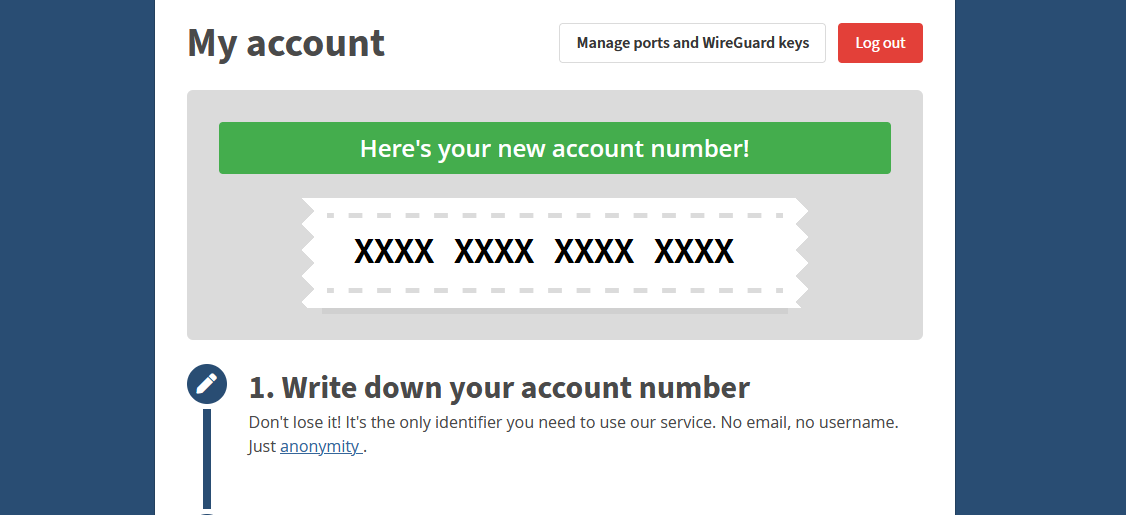 My account
Manage ports and WireGuard keys
Log out
Here's your new account number!
XXXX XXXX XXXX XXXX
1. Write down your account number
Don't lose it! It's the only identifier you need to use our service. No email, no username.
Just anonymity .